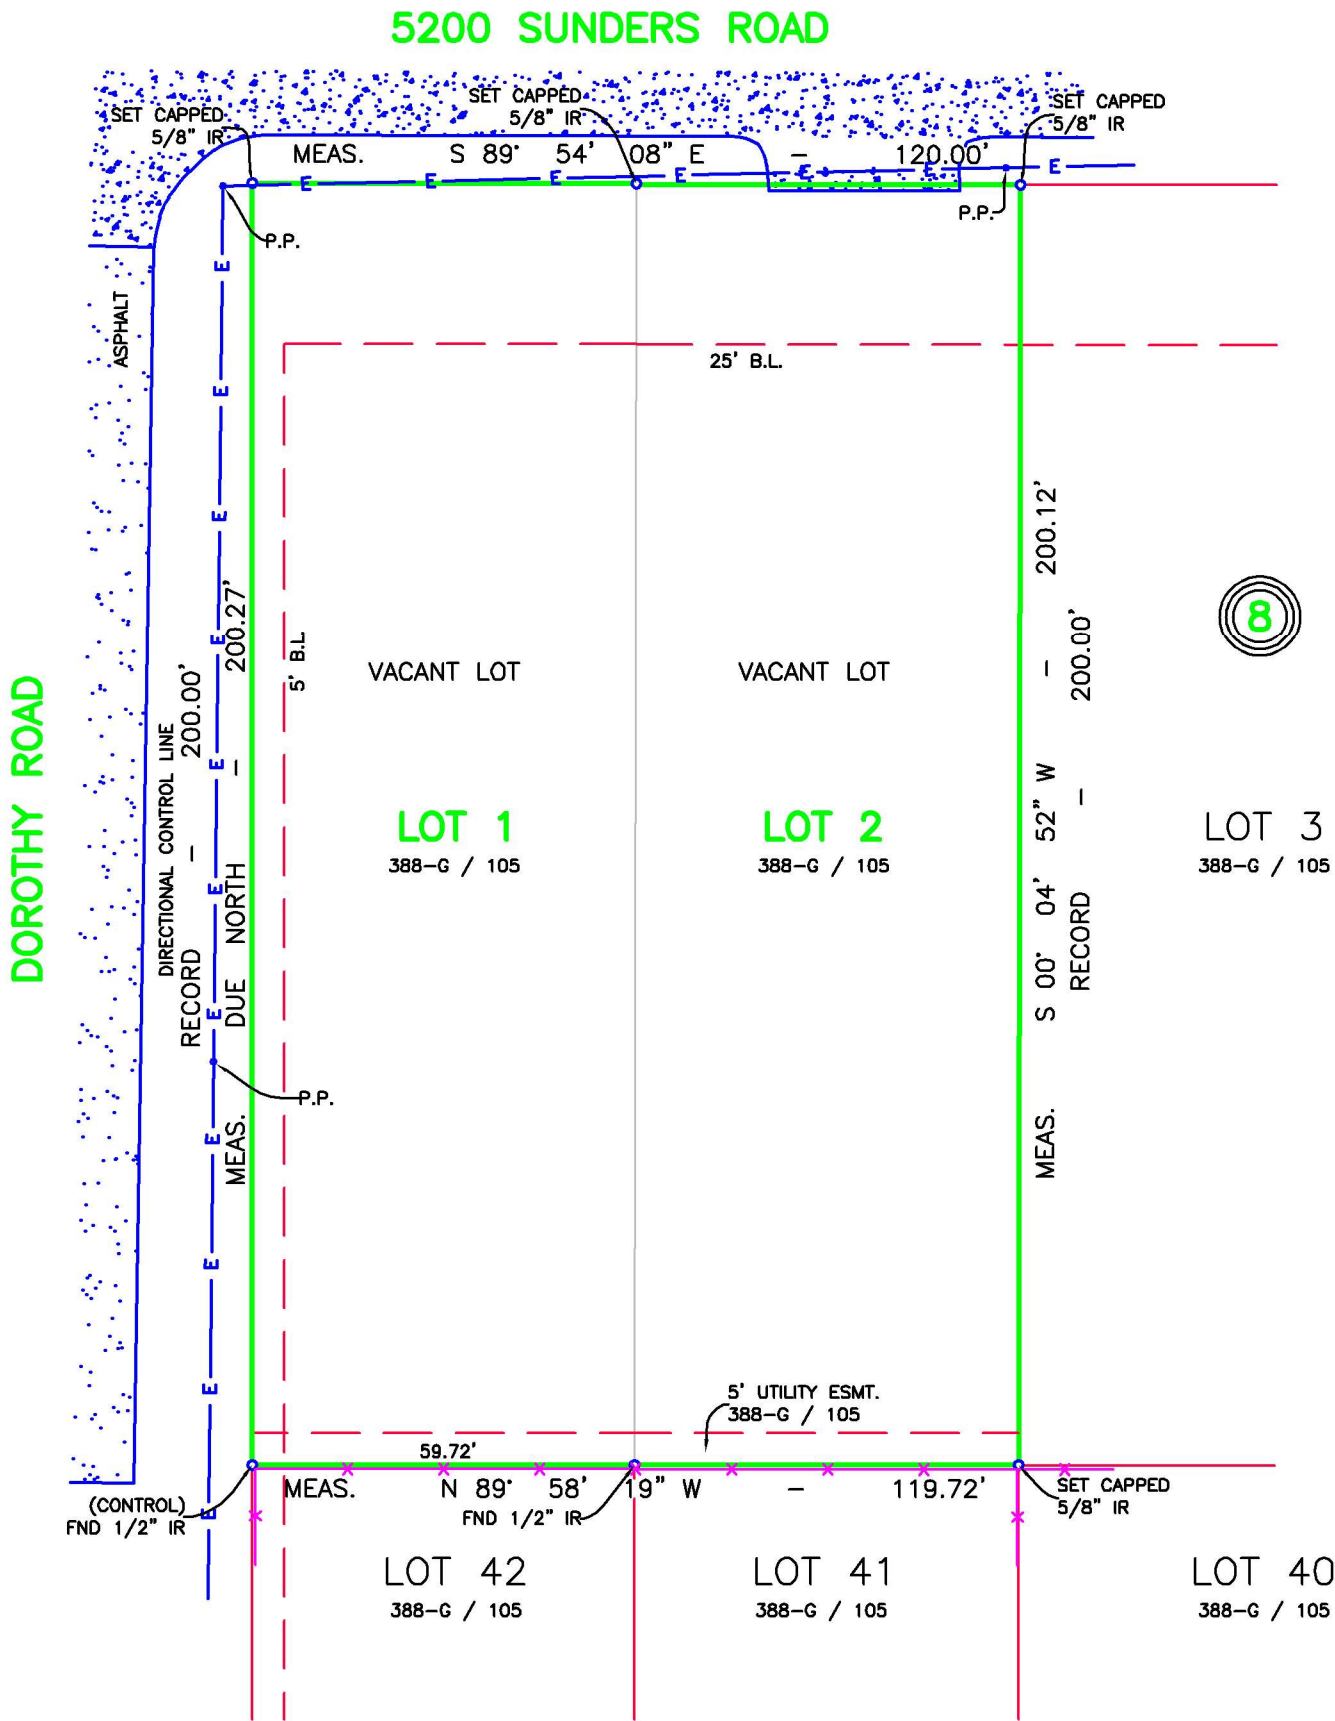 5200 SUNDERS ROAD
SET CAPPED
5/8" IR
SET CAPPED
5/8" IR
SET CAPPED
5/8" IR
MEAS. S 89° 54' 08" E – 120.00'
E E E E E E E
P.P.
P.P.
E
ASPHALT
25' B.L.
E
E
200.12'
200.27'
E
5' B.L.
200.00'
–
200.00'
8
VACANT LOT
VACANT LOT
DOROTHY ROAD
DIRECTIONAL CONTROL LINE
RECORD –
MEAS. DUE NORTH –
E
LOT 1
388-G / 105
LOT 2
388-G / 105
MEAS. S 00° 04' 52" W
RECORD –
LOT 3
388-G / 105
E
E
P.P.
E
E
E
5' UTILITY ESMT.
388-G / 105
59.72'
MEAS. N 89° 58' 19" W – 119.72'
(CONTROL)
FND 1/2" IR
E
FND 1/2" IR
SET CAPPED
5/8" IR
LOT 42
388-G / 105
LOT 41
388-G / 105
LOT 40
388-G / 105